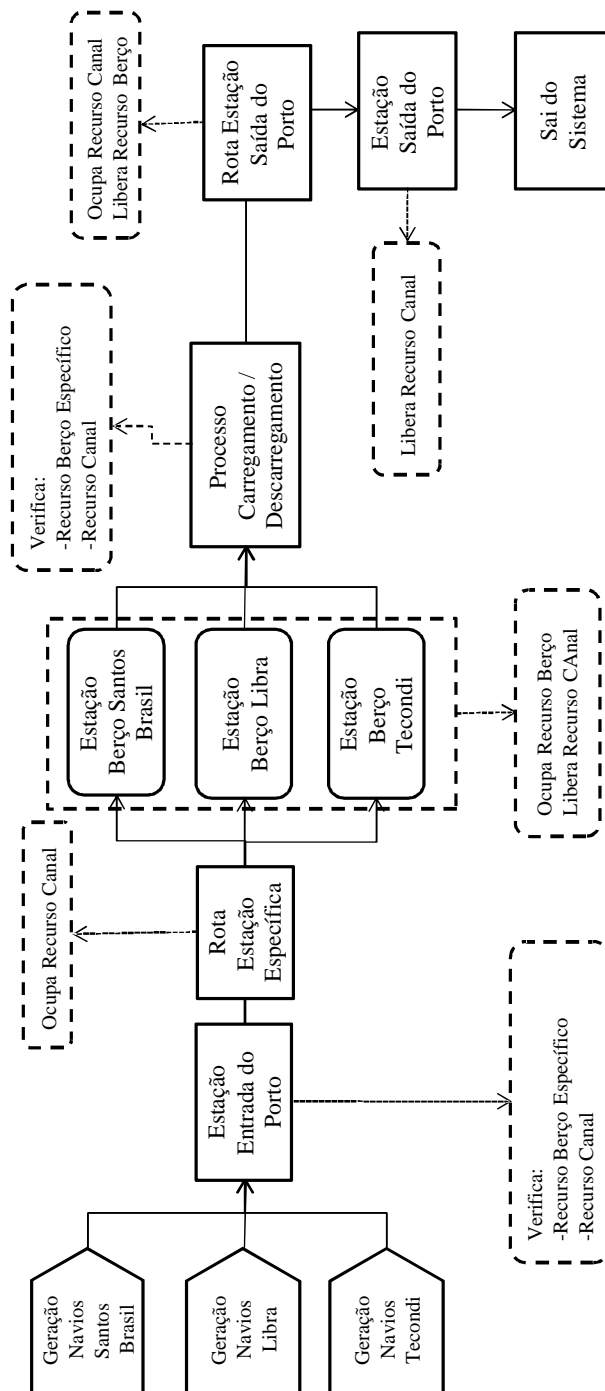 Geração
Navios
Santos
Brasil
Geração
Navios
Libra
Geração
Navios
Tecondi
Estação
Entrada do
Porto
Verifica:
-Recurso Berço Específico
-Recurso Canal
Rota
Estação
Específica
Ocupa Recurso Canal
Estação
Berço Santos
Brasil
Estação
Berço Libra
Estação
Berço
Tecondi
Ocupa Recurso Berço
Libera Recurso CAnal
Processo
Carregamento /
Descarregamento
Verifica:
-Recurso Berço Específico
-Recurso Canal
Rota Estação
Saída do
Porto
Ocupa Recurso Canal
Libera Recurso Berço
Estação
Saída do
Porto
Libera Recurso Canal
Sai do
Sistema